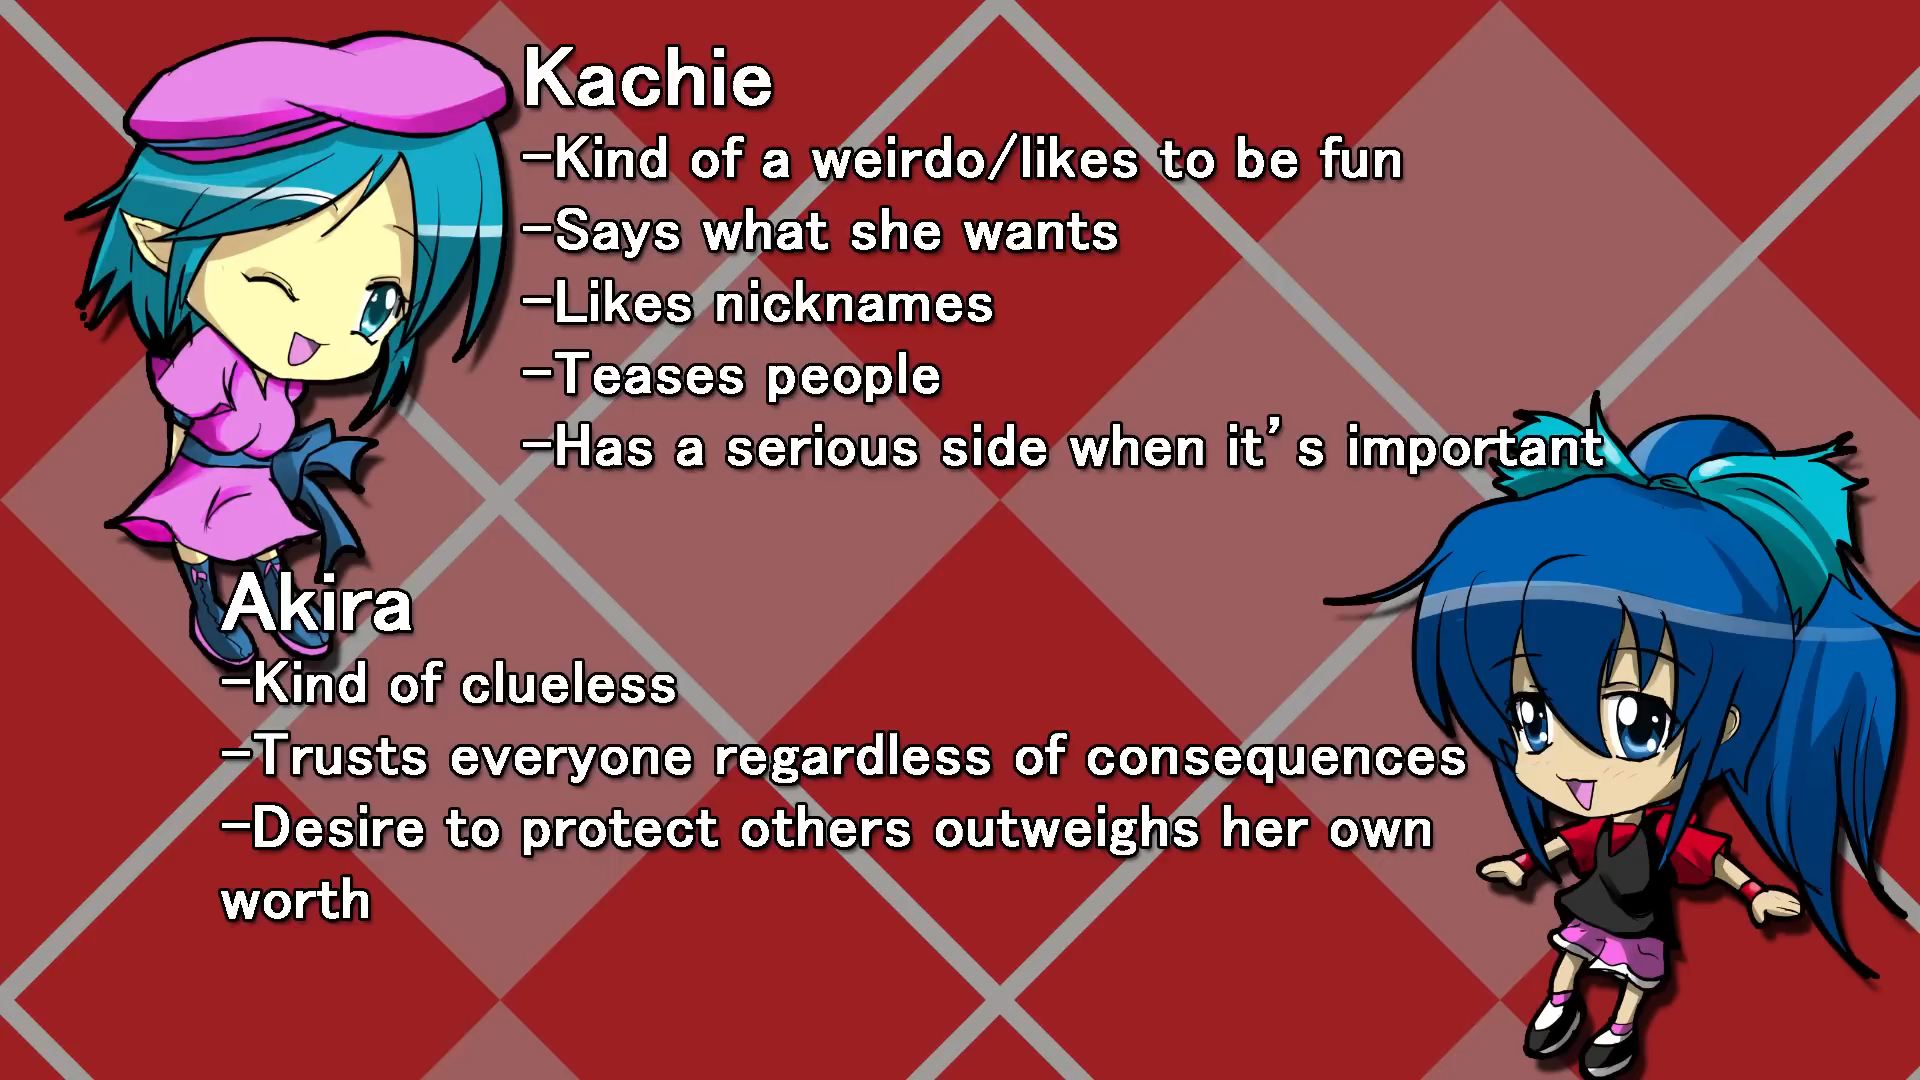 Kachie
-Kind of a weirdo/likes to be fun
-Says what she wants
-Likes nicknames
-Teases people
-Has a serious side when it's important
Akira
-Kind of clueless
-Trusts everyone regardless of consequences
-Desire to protect others outweighs her own
worth